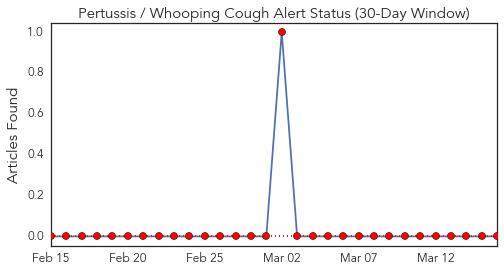 Pertussis / Whooping Cough Alert Status (30-Day Window)
Articles Found
1.0
0.8
0.6
0.4
0.2
0.0
Feb 15 Feb 20 Feb 25 Mar 02 Mar 07 Mar 12